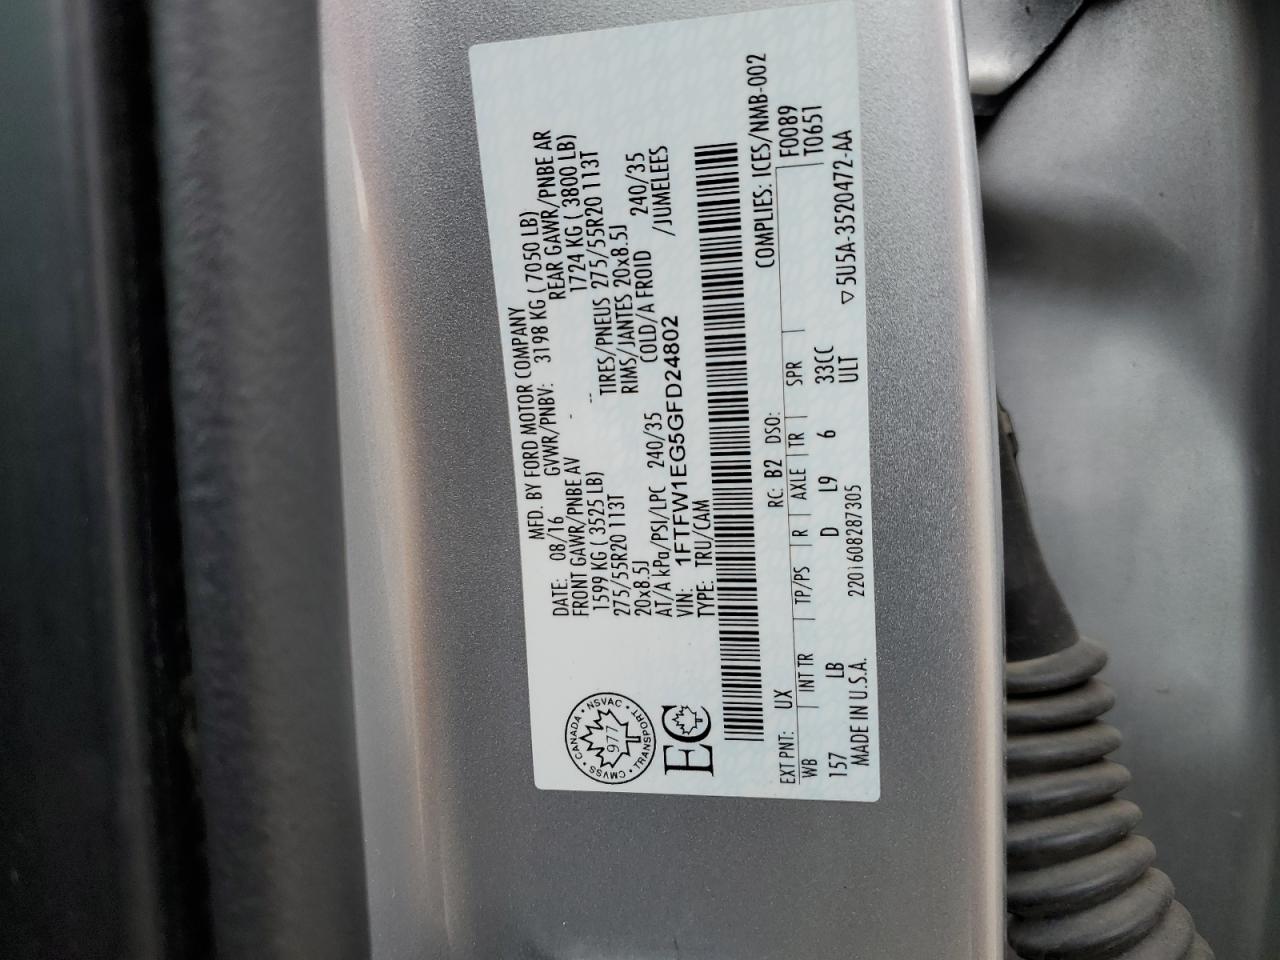 MFD. BY FORD MOTOR COMPANY
DATE: 08/16 GVWR/PNBV: 3198 KG ( 7050 LB)
FRONT GAWR/PNBE AV - REAR GAWR/PNBE AR
1599 KG ( 3525 LB) -- 1724 KG ( 3800 LB)
275/55R20 113T TIRES/PNEUS 275/55R20 113T
20x8.5J RIMS/JANTES 20x8.5J
AT/A kPa/PSI/LPC 240/35 COLD/A FROID 240/35
VIN: 1FTFW1EG5GFD24802 /JUMELEES
TYPE: TRU/CAM
CANADA • NSVAC • TRANSPORT • CMVSS •
977
EC
COMPLIES: ICES/NMB-002
EXT PNT: UX RC: B2 DSO: F0089
WB INT TR TP/PS R AXLE TR SPR T0651
157 LB D L9 6 33CC
MADE IN U.S.A. 2201608287305 ULT ▽5U5A-3520472-AA